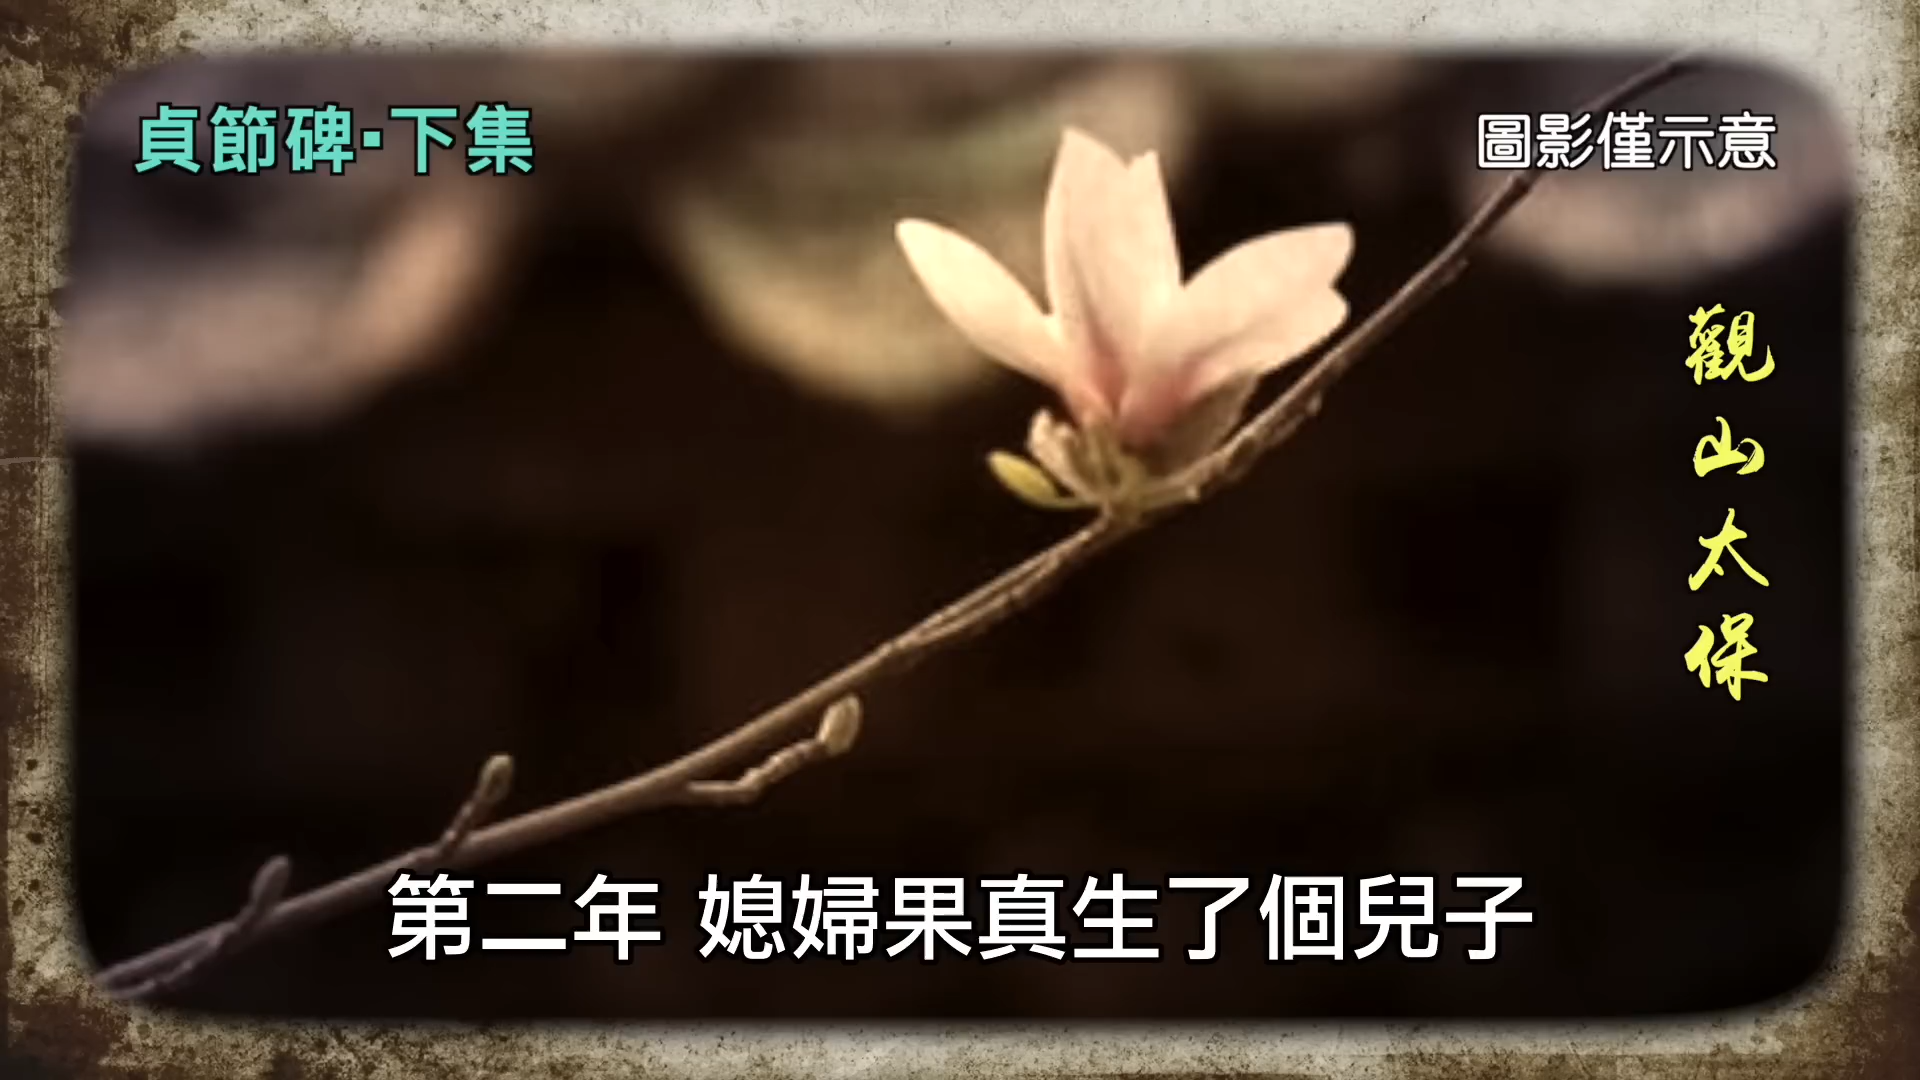 貞節碑·下集
圖影僅示意
觀山太保
第二年 媳婦果真生了個兒子